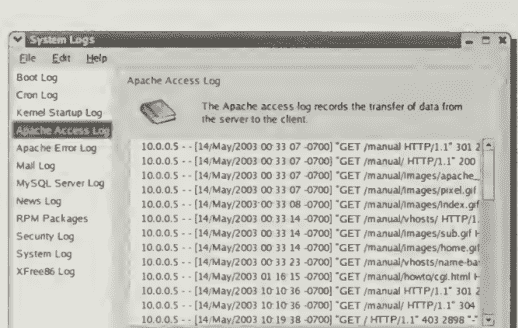 System Logs
File Edit Help
Boot Log
Cron Log
Kernel Startup Log
Apache Access Log
Apache Error Log
Mail Log
MySQL Server Log
News Log
RPM Packages
Security Log
System Log
XFree86 Log
Apache Access Log
The Apache access log records the transfer of data from
the server to the client.
10.0.0.5 - - [14/May/2003 00 33 07 -0700] "GET /manual HTTP/1.1" 301 2
10.0.0.5 - - [14/May/2003 00 33 07 -0700] "GET /manual/ HTTP/1.1" 200
10.0.0.5 - - [14/May/2003 00 33 07 -0700] "GET /manual/images/apache_
10.0.0.5 - - [14/May/2003 00 33 07 -0700] "GET /manual/images/pixel.gif
10.0.0.5 - - [14/May/2003 00 33 08 -0700] "GET /manual/images/index.gif
10.0.0.5 - - [14/May/2003 00 33 14 -0700] "GET /manual/vhosts/ HTTP/1.
10.0.0.5 - - [14/May/2003 00 33 14 -0700] "GET /manual/images/sub.gif H
10.0.0.5 - - [14/May/2003 00 33 14 -0700] "GET /manual/images/home.gif
10.0.0.5 - - [14/May/2003 00 33 23 -0700] "GET /manual/vhosts/name-ba
10.0.0.5 - - [14/May/2003 01 16 15 -0700] "GET /manual/howto/cgi.html H
10.0.0.5 - - [14/May/2003 10 10 36 -0700] "GET /manual HTTP/1.1" 301 2
10.0.0.5 - - [14/May/2003 10 10 36 -0700] "GET /manual/ HTTP/1.1" 304
10.0.0.5 - - [14/May/2003 10 19 38 -0700] "GET / HTTP/1.1" 403 2898 "-"